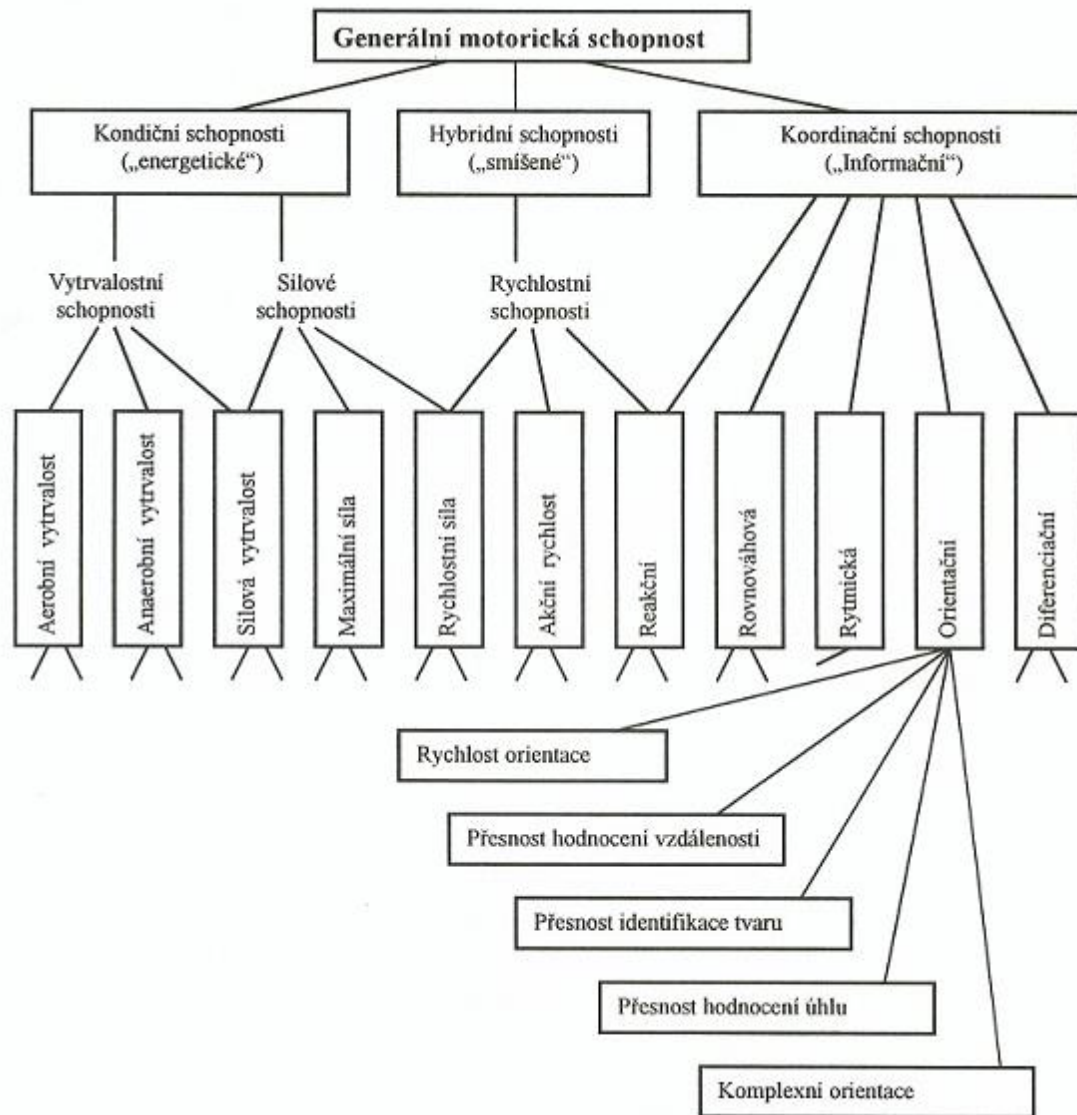 Generální motorická schopnost
Kondiční schopnosti
(„energetické“)
Hybridní schopnosti
(„smíšené“)
Koordinační schopnosti
(„Informační“)
Vytrvalostní
schopnosti
Silové
schopnosti
Rychlostní
schopnosti
Aerobní vytrvalost
Anaerobní vytrvalost
Silová vytrvalost
Maximální síla
Rychlostní síla
Akční rychlost
Reakční
Rovnováhová
Rytmická
Orientační
Diferenciační
Rychlost orientace
Přesnost hodnocení vzdálenosti
Přesnost identifikace tvaru
Přesnost hodnocení úhlu
Komplexní orientace